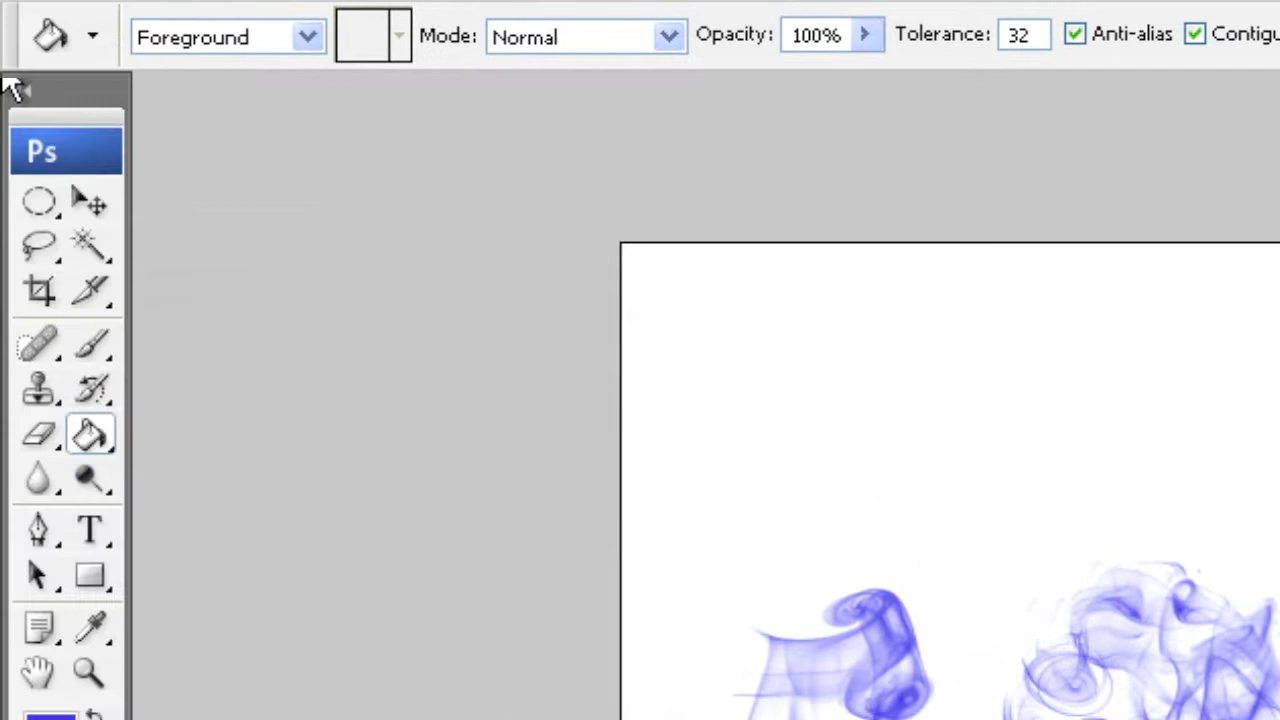 Foreground Mode: Normal Opacity: 100% Tolerance: 32 Anti-alias Contigu
Ps
T